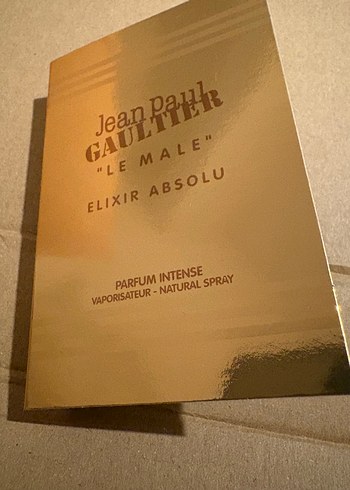 Jean Paul
GAULTIER
"LE MALE"
ELIXIR ABSOLU
PARFUM INTENSE
VAPORISATEUR - NATURAL SPRAY